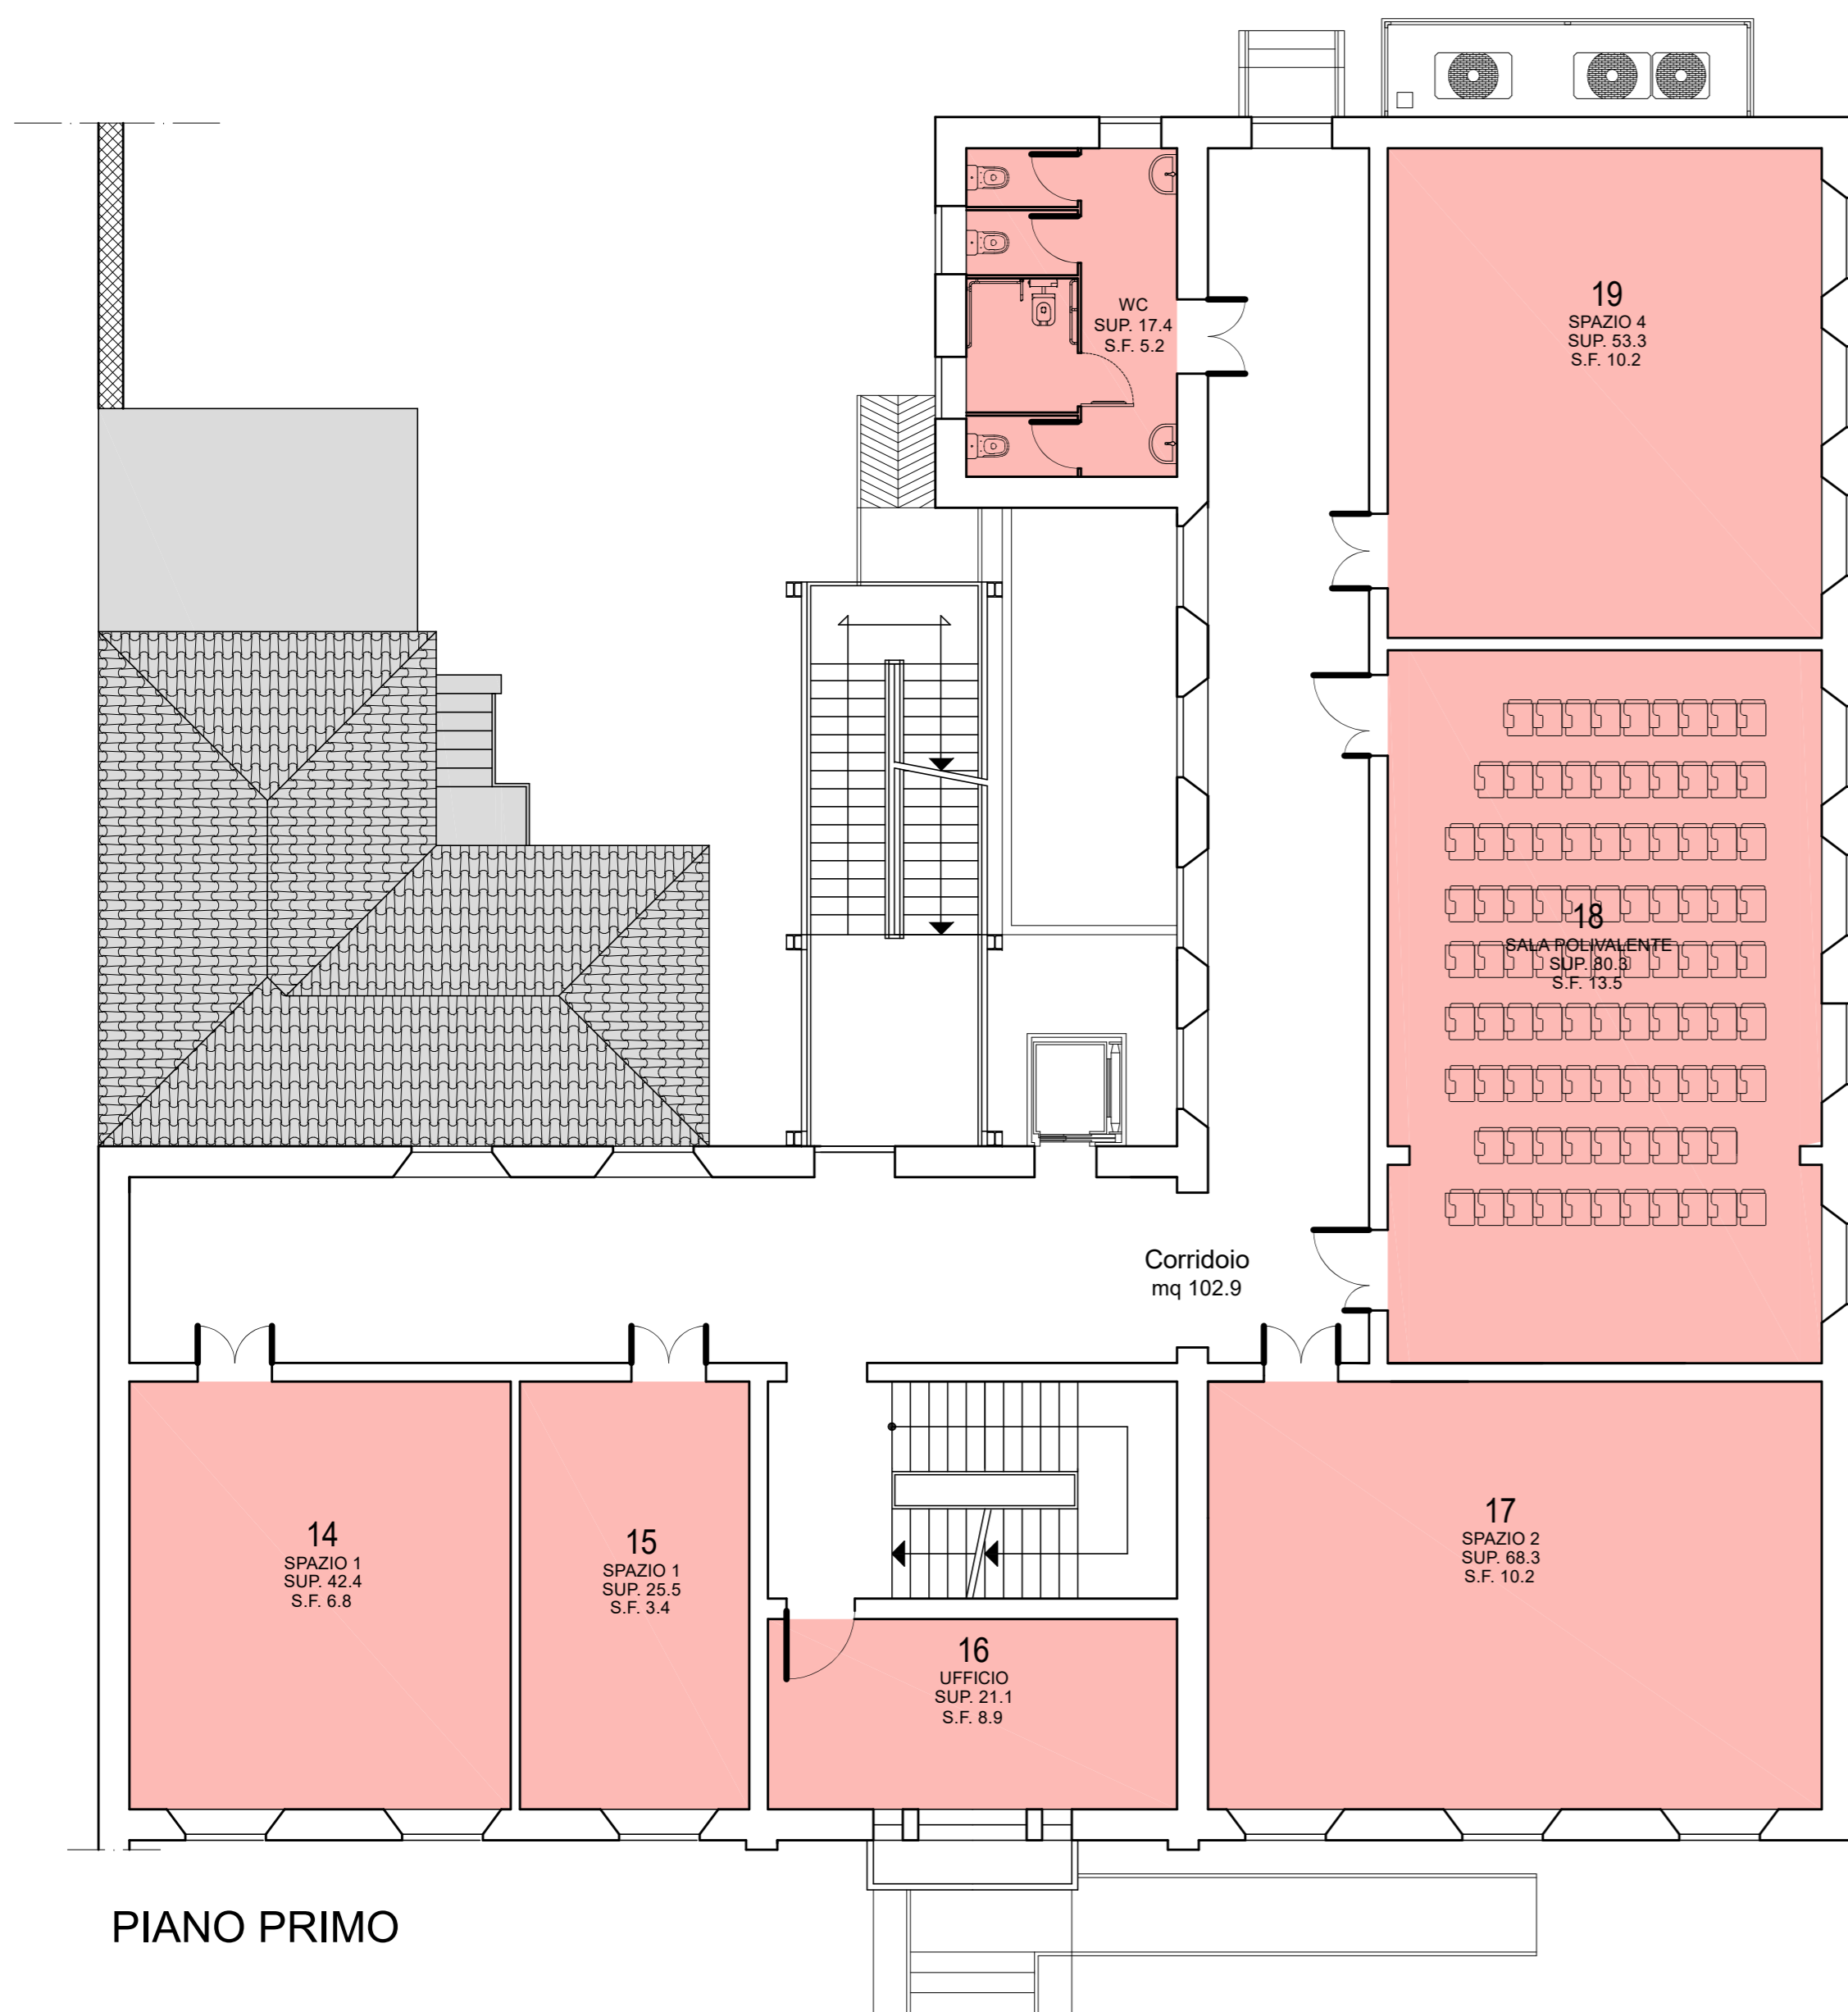 WC
SUP. 17.4
S.F. 5.2
19
SPAZIO 4
SUP. 53.3
S.F. 10.2
18
SALA POLIVALENTE
SUP. 80.3
S.F. 13.5
Corridoio
mq 102.9
14
SPAZIO 1
SUP. 42.4
S.F. 6.8
15
SPAZIO 1
SUP. 25.5
S.F. 3.4
16
UFFICIO
SUP. 21.1
S.F. 8.9
17
SPAZIO 2
SUP. 68.3
S.F. 10.2
PIANO PRIMO